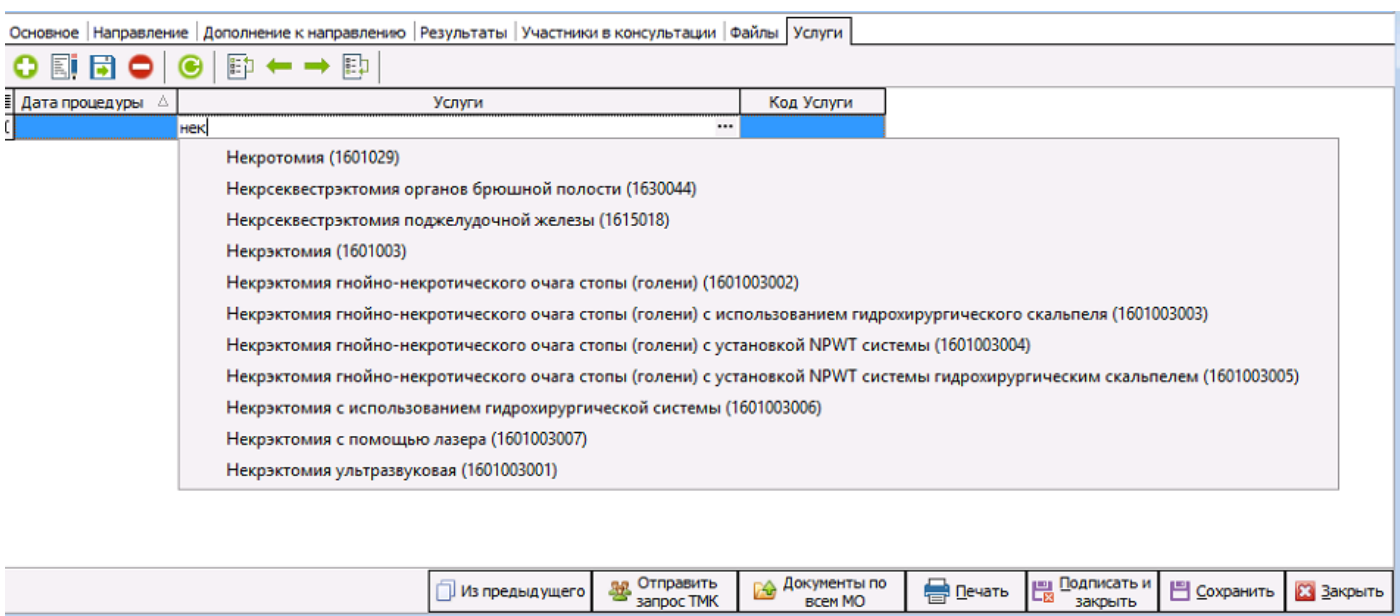 Основное Направление Дополнение к направлению Результаты Участники в консультации Файлы Услуги
Дата процедуры Услуги Код Услуги
нек ...
Некротомия (1601029)
Некрсеквестрэктомия органов брюшной полости (1630044)
Некрсеквестрэктомия поджелудочной железы (1615018)
Некрэктомия (1601003)
Некрэктомия гнойно-некротического очага стопы (голени) (1601003002)
Некрэктомия гнойно-некротического очага стопы (голени) с использованием гидрохирургического скальпеля (1601003003)
Некрэктомия гнойно-некротического очага стопы (голени) с установкой NPWT системы (1601003004)
Некрэктомия гнойно-некротического очага стопы (голени) с установкой NPWT системы гидрохирургическим скальпелем (1601003005)
Некрэктомия с использованием гидрохирургической системы (1601003006)
Некрэктомия с помощью лазера (1601003007)
Некрэктомия ультразвуковая (1601003001)
Из предыдущего Отправить запрос ТМК Документы по всем МО Печать Подписать и закрыть Сохранить Закрыть